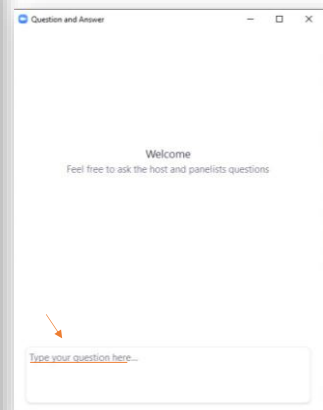 Question and Answer
Welcome
Feel free to ask the host and panelists questions
Type your question here...